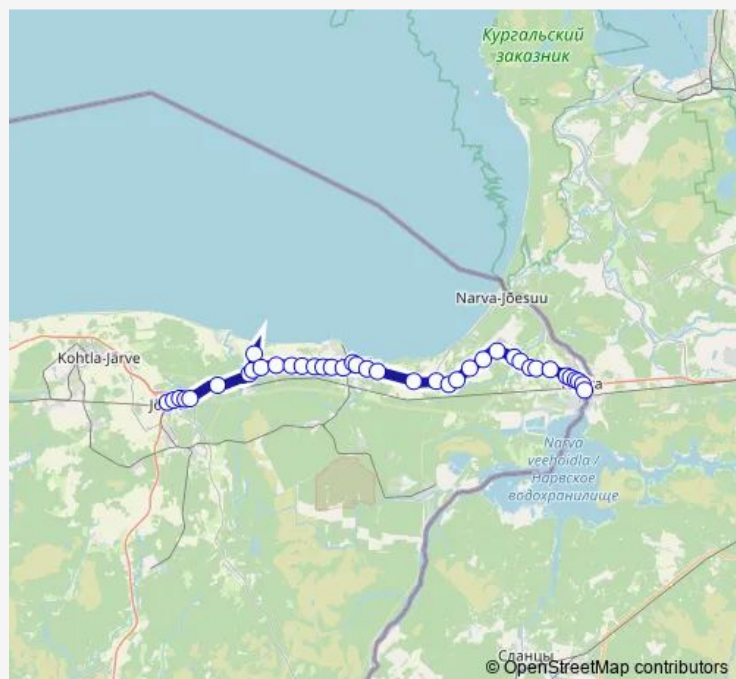 Кургальский
заказник
Narva-Jõesuu
Kohtla-Järve
Narva
veehoidla /
Нарвское
водохранилище
Сланцы
© OpenStreetMap contributors